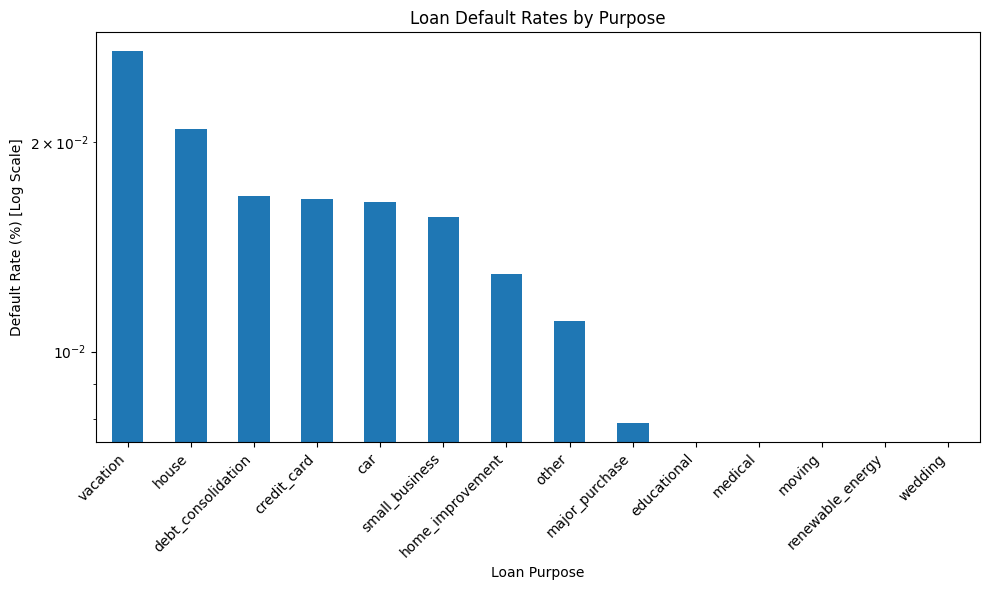 Loan Default Rates by Purpose
Default Rate (%) [Log Scale]
2 × 10⁻²
10⁻²
vacation
house
debt_consolidation
credit_card
car
small_business
home_improvement
other
major_purchase
educational
medical
moving
renewable_energy
wedding
Loan Purpose